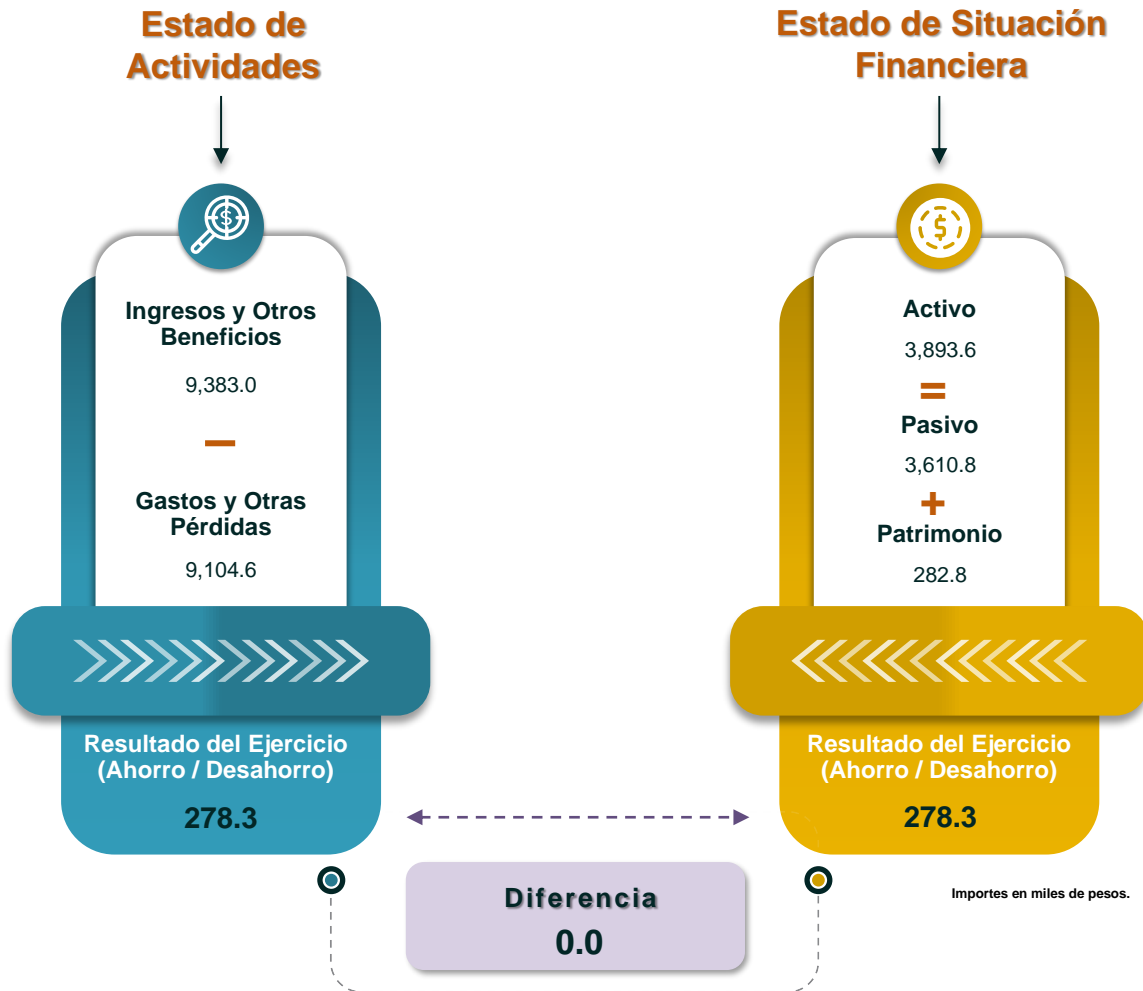 Estado de
Actividades
Ingresos y Otros
Beneficios
9,383.0
–
Gastos y Otras
Pérdidas
9,104.6
Resultado del Ejercicio
(Ahorro / Desahorro)
278.3
Estado de Situación
Financiera
$
Activo
3,893.6
=
Pasivo
3,610.8
+
Patrimonio
282.8
Resultado del Ejercicio
(Ahorro / Desahorro)
278.3
Diferencia
0.0
Importes en miles de pesos.